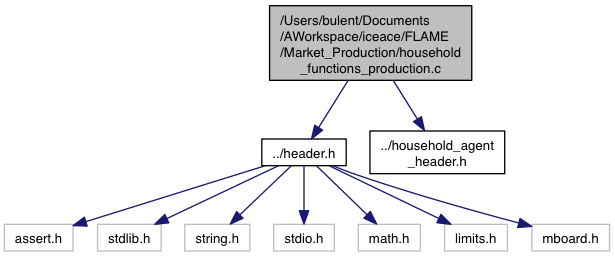 /Users/bulent/Documents
/AWorkspace/iceace/FLAME
/Market_Production/household
_functions_production.c
../header.h
../household_agent
_header.h
assert.h
stdlib.h
string.h
stdio.h
math.h
limits.h
mboard.h